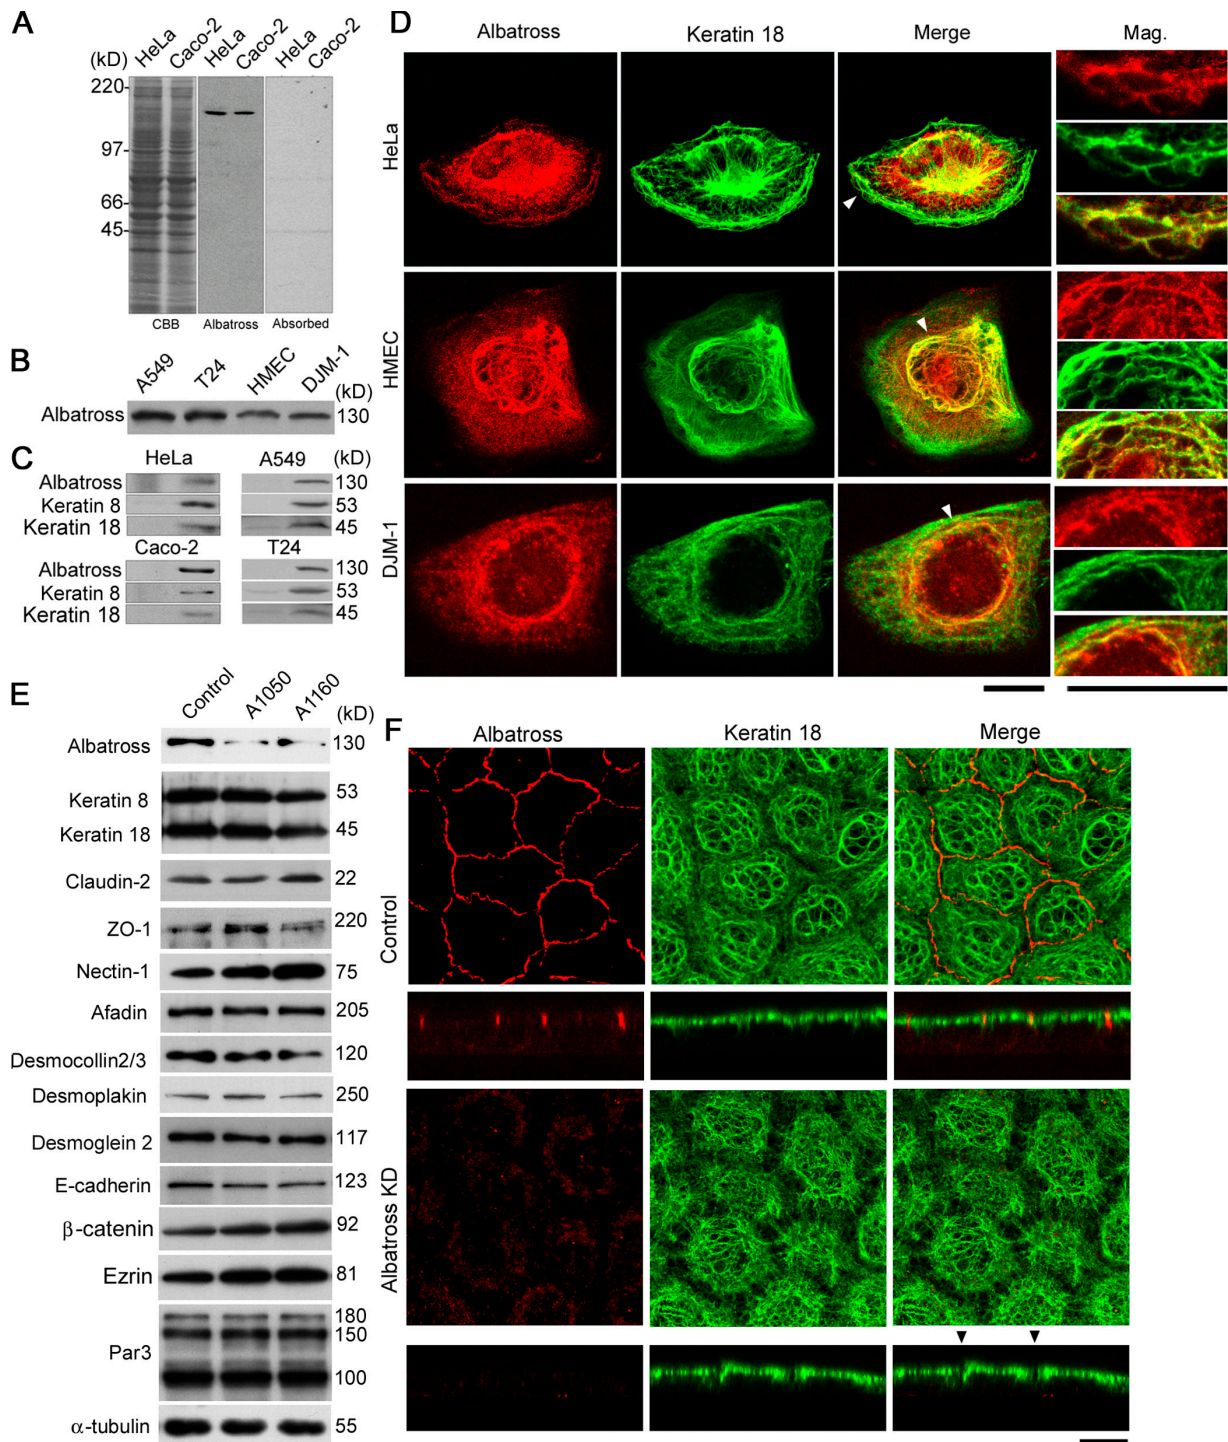 A
HeLa
Caco-2
HeLa
Caco-2
HeLa
Caco-2
(kD)
220
97
66
45
CBB
Albatross
Absorbed
B
A549
T24
HMEC
DJM-1
(kD)
Albatross
130
C
HeLa
A549
(kD)
Albatross
130
Keratin 8
53
Keratin 18
45
Caco-2
T24
Albatross
130
Keratin 8
53
Keratin 18
45
D
Albatross
Keratin 18
Merge
Mag.
HeLa
HMEC
DJM-1
E
Control
A1050
A1160
(kD)
Albatross
130
Keratin 8
53
Keratin 18
45
Claudin-2
22
ZO-1
220
Nectin-1
75
Afadin
205
Desmocollin2/3
120
Desmoplakin
250
Desmoglein 2
117
E-cadherin
123
β-catenin
92
Ezrin
81
Par3
180
150
100
α-tubulin
55
F
Albatross
Keratin 18
Merge
Control
Albatross KD